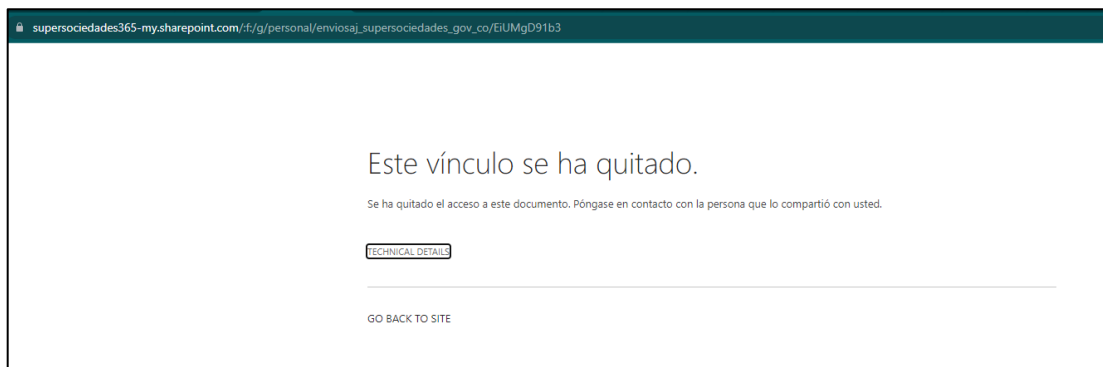 supersociedades365-my.sharepoint.com/:f:/g/personal/enviosaj_supersociedades_gov_co/EiUMgD91b3
Este vínculo se ha quitado.
Se ha quitado el acceso a este documento. Póngase en contacto con la persona que lo compartió con usted.
TECHNICAL DETAILS
GO BACK TO SITE